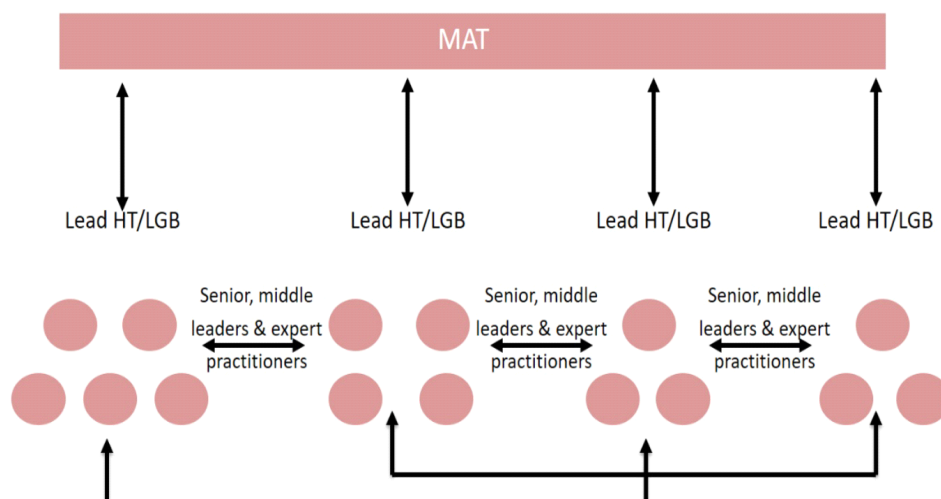 MAT
Lead HT/LGB
Lead HT/LGB
Lead HT/LGB
Lead HT/LGB
Senior, middle
leaders & expert
practitioners
Senior, middle
leaders & expert
practitioners
Senior, middle
leaders & expert
practitioners